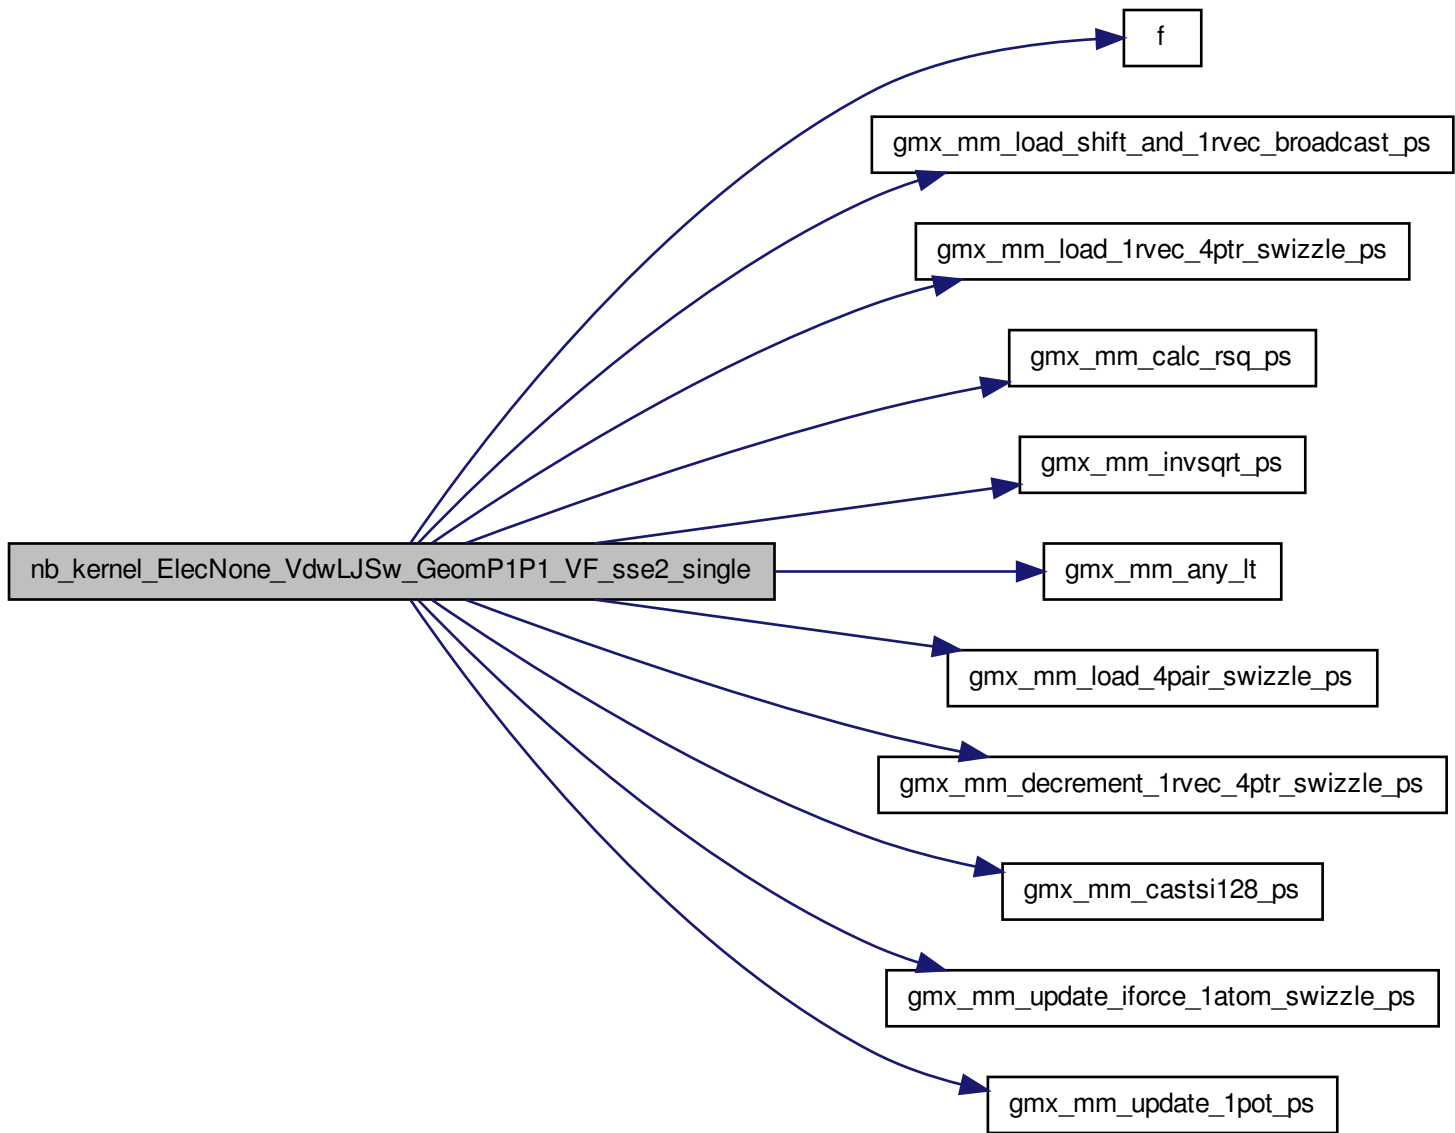 f
gmx_mm_load_shift_and_1rvec_broadcast_ps
gmx_mm_load_1rvec_4ptr_swizzle_ps
gmx_mm_calc_rsq_ps
gmx_mm_invsqrt_ps
nb_kernel_ElecNone_VdwLJSw_GeomP1P1_VF_sse2_single
gmx_mm_any_lt
gmx_mm_load_4pair_swizzle_ps
gmx_mm_decrement_1rvec_4ptr_swizzle_ps
gmx_mm_castsi128_ps
gmx_mm_update_iforce_1atom_swizzle_ps
gmx_mm_update_1pot_ps